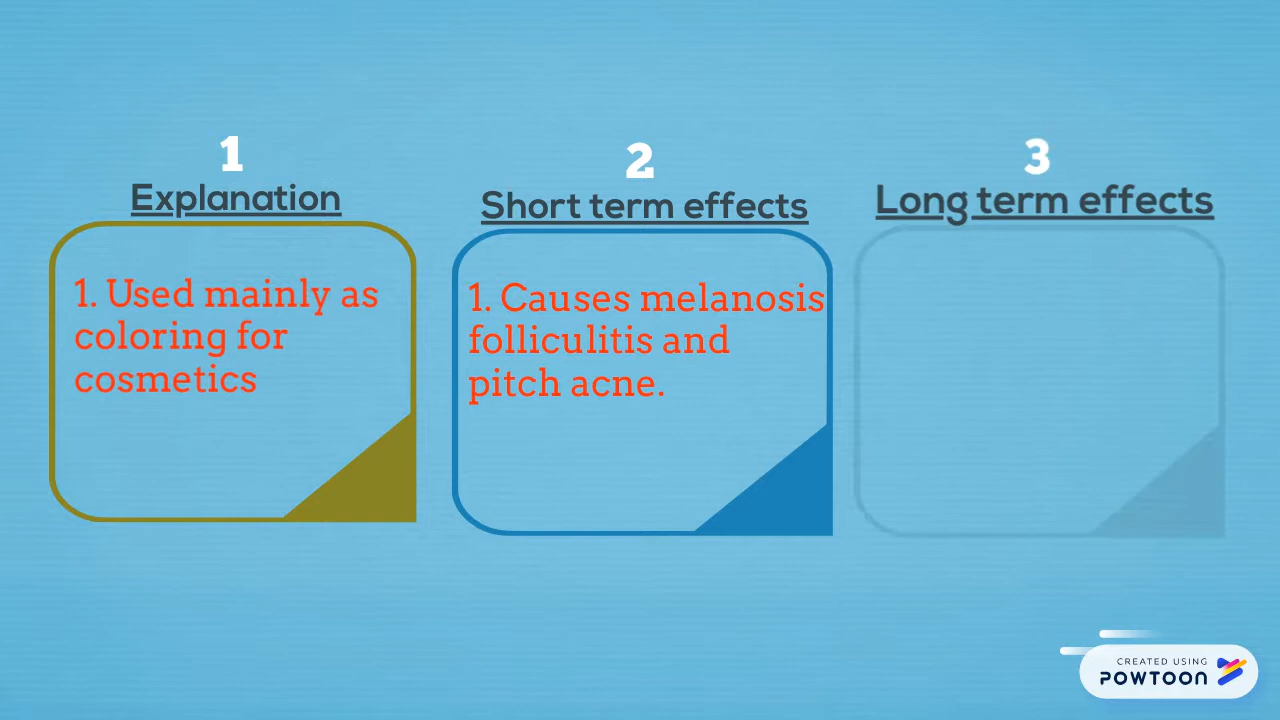 1
Explanation
1. Used mainly as
coloring for
cosmetics
2
Short term effects
1. Causes melanosis
folliculitis and
pitch acne.
3
Long term effects
CREATED USING
POWTOON